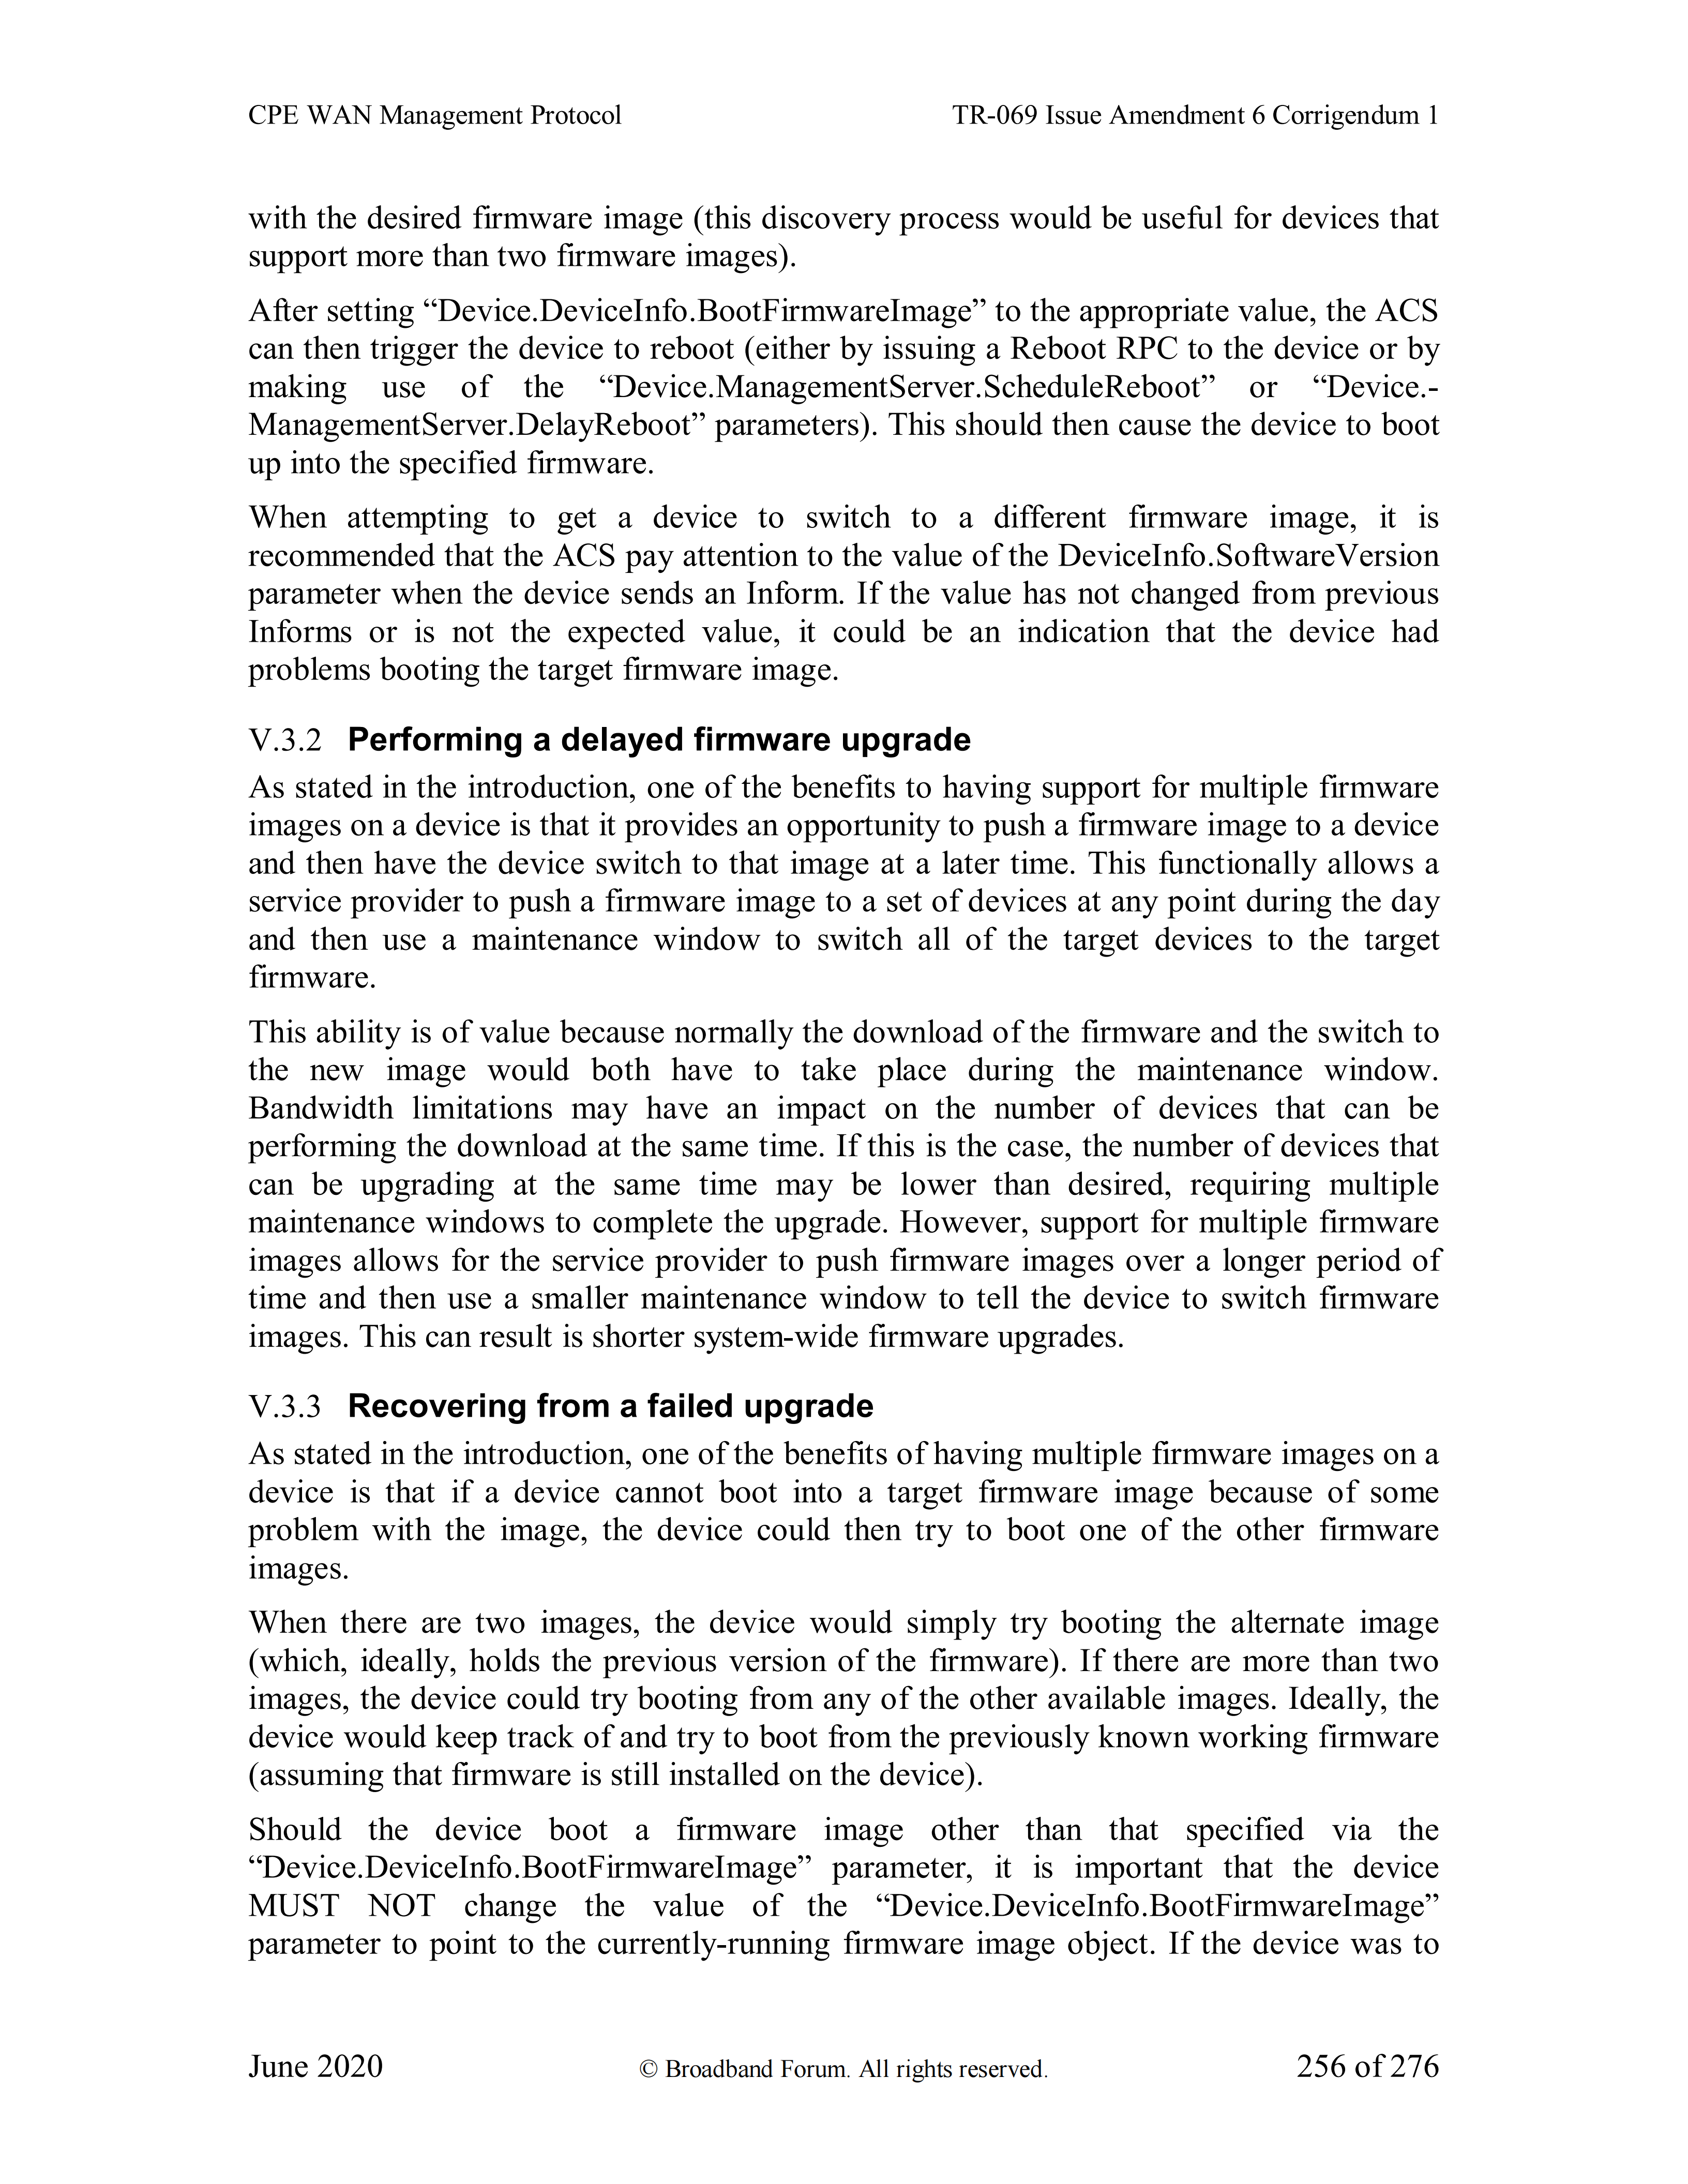 CPE WAN Management Protocol TR-069 Issue Amendment 6 Corrigendum 1
with the desired firmware image (this discovery process would be useful for devices that
support more than two firmware images).
After setting “Device.DeviceInfo.BootFirmwareImage” to the appropriate value, the ACS
can then trigger the device to reboot (either by issuing a Reboot RPC to the device or by
making use of the “Device.ManagementServer.ScheduleReboot” or “Device.-
ManagementServer.DelayReboot” parameters). This should then cause the device to boot
up into the specified firmware.
When attempting to get a device to switch to a different firmware image, it is
recommended that the ACS pay attention to the value of the DeviceInfo.SoftwareVersion
parameter when the device sends an Inform. If the value has not changed from previous
Informs or is not the expected value, it could be an indication that the device had
problems booting the target firmware image.
V.3.2 Performing a delayed firmware upgrade
As stated in the introduction, one of the benefits to having support for multiple firmware
images on a device is that it provides an opportunity to push a firmware image to a device
and then have the device switch to that image at a later time. This functionally allows a
service provider to push a firmware image to a set of devices at any point during the day
and then use a maintenance window to switch all of the target devices to the target
firmware.
This ability is of value because normally the download of the firmware and the switch to
the new image would both have to take place during the maintenance window.
Bandwidth limitations may have an impact on the number of devices that can be
performing the download at the same time. If this is the case, the number of devices that
can be upgrading at the same time may be lower than desired, requiring multiple
maintenance windows to complete the upgrade. However, support for multiple firmware
images allows for the service provider to push firmware images over a longer period of
time and then use a smaller maintenance window to tell the device to switch firmware
images. This can result is shorter system-wide firmware upgrades.
V.3.3 Recovering from a failed upgrade
As stated in the introduction, one of the benefits of having multiple firmware images on a
device is that if a device cannot boot into a target firmware image because of some
problem with the image, the device could then try to boot one of the other firmware
images.
When there are two images, the device would simply try booting the alternate image
(which, ideally, holds the previous version of the firmware). If there are more than two
images, the device could try booting from any of the other available images. Ideally, the
device would keep track of and try to boot from the previously known working firmware
(assuming that firmware is still installed on the device).
Should the device boot a firmware image other than that specified via the
“Device.DeviceInfo.BootFirmwareImage” parameter, it is important that the device
MUST NOT change the value of the “Device.DeviceInfo.BootFirmwareImage”
parameter to point to the currently-running firmware image object. If the device was to
June 2020 © Broadband Forum. All rights reserved. 256 of 276